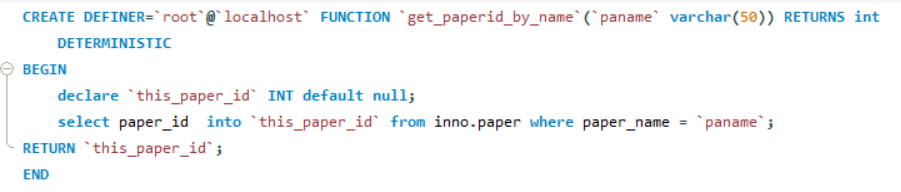 CREATE DEFINER=`root`@`localhost` FUNCTION `get_paperid_by_name`(`paname` varchar(50)) RETURNS int
    DETERMINISTIC
BEGIN
    declare `this_paper_id` INT default null;
    select paper_id  into `this_paper_id` from inno.paper where paper_name = `paname`;
RETURN `this_paper_id`;
END